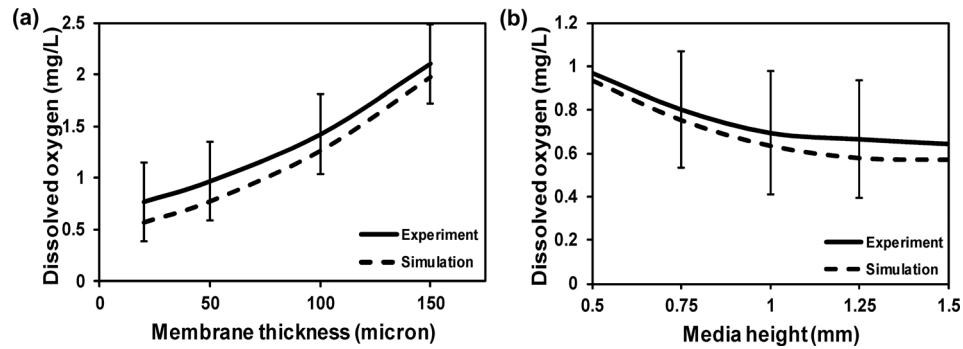 (a)
Dissolved oxygen (mg/L)
2.5
2
1.5
1
0.5
0
0 50 100 150
Membrane thickness (micron)
Experiment
Simulation
(b)
Dissolved oxygen (mg/L)
1.2
1
0.8
0.6
0.4
0.2
0
0.5 0.75 1 1.25 1.5
Media height (mm)
Experiment
Simulation